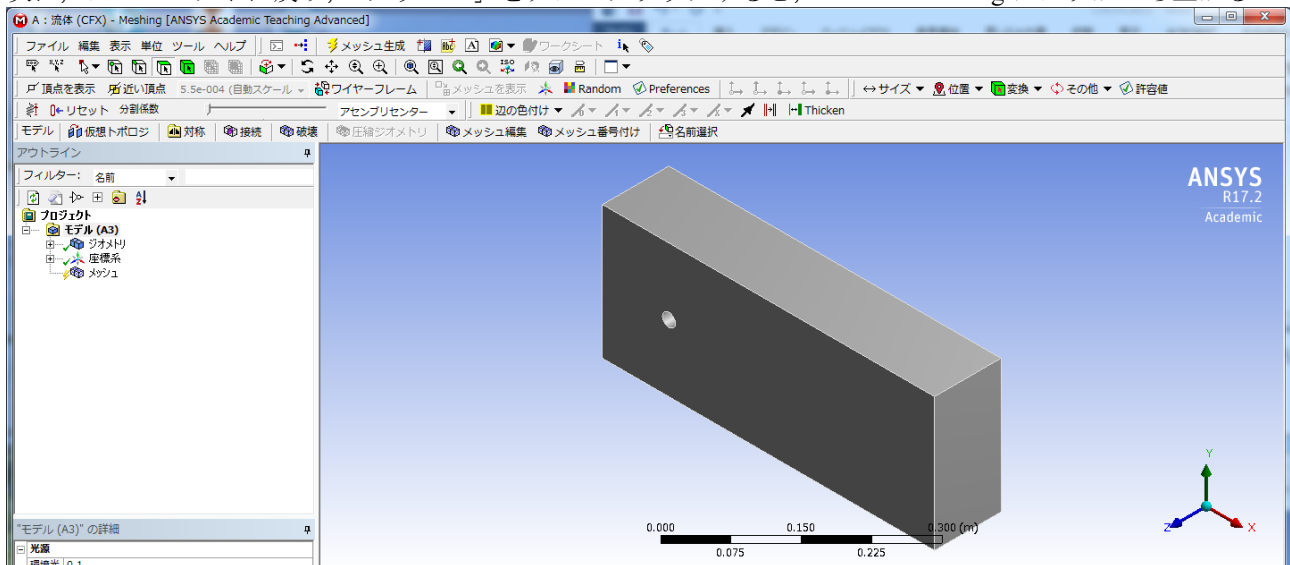 A : 流体 (CFX) - Meshing [ANSYS Academic Teaching Advanced]
ファイル 編集 表示 単位 ツール ヘルプ メッシュ生成 ワークシート
頂点を表示 近い頂点 5.5e-004 (自動スケール ワイヤーフレーム メッシュを表示 Random Preferences サイズ 位置 変換 その他 許容値
リセット 分割係数 アセンブリセンター 辺の色付け Thicken
モデル 仮想トポロジ 対称 接続 破壊 圧縮ジオメトリ メッシュ編集 メッシュ番号付け 名前選択
アウトライン
フィルター: 名前
プロジェクト
モデル (A3)
ジオメトリ
座標系
メッシュ
ANSYS
R17.2
Academic
Y
Z X
0.000 0.150 0.300 (m)
0.075 0.225
"モデル (A3)" の詳細
光源
環境光 0.1